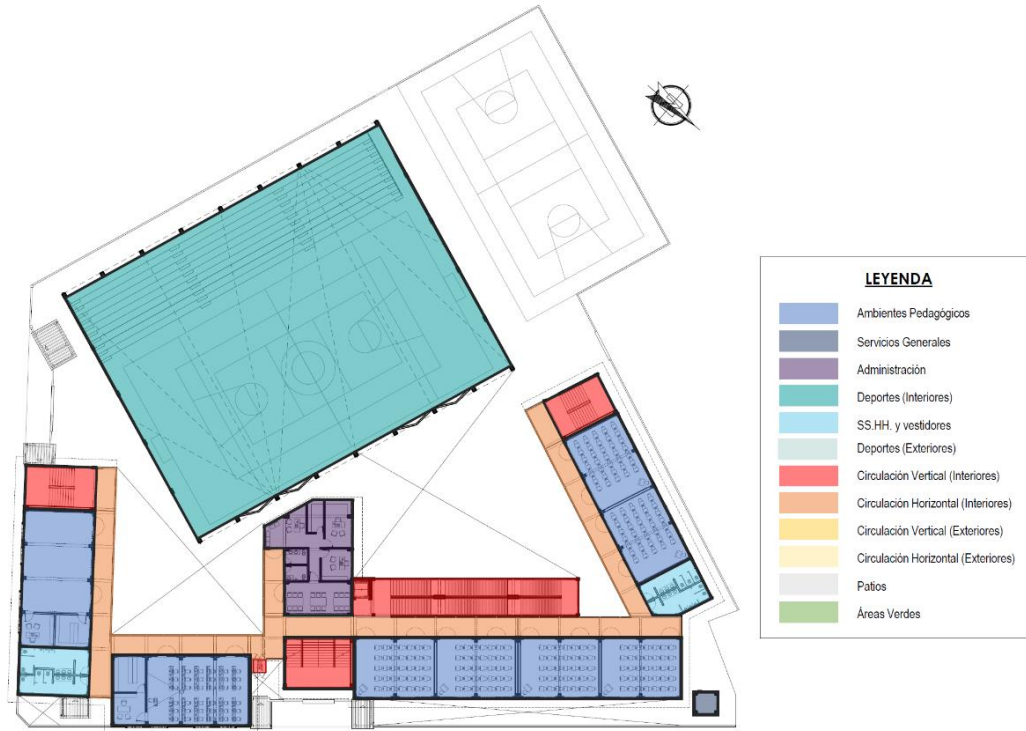 LEYENDA
Ambientes Pedagógicos
Servicios Generales
Administración
Deportes (Interiores)
SS.HH. y vestidores
Deportes (Exteriores)
Circulación Vertical (Interiores)
Circulación Horizontal (Interiores)
Circulación Vertical (Exteriores)
Circulación Horizontal (Exteriores)
Patios
Áreas Verdes